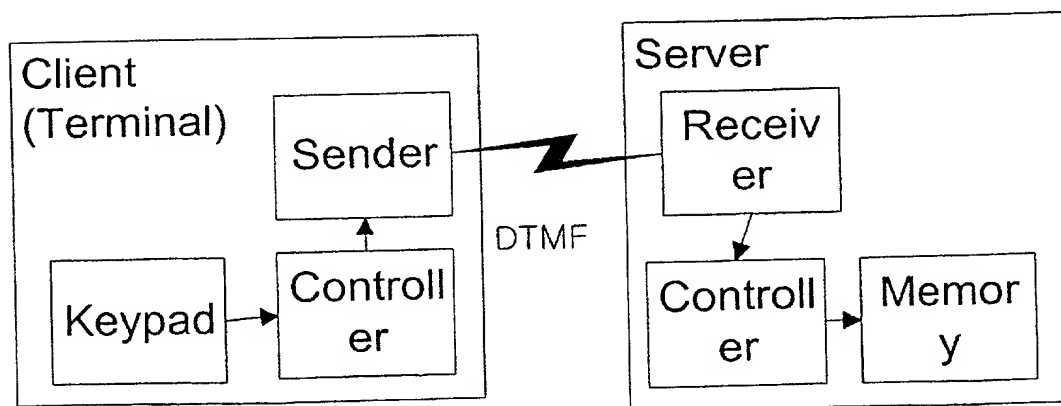 Client
(Terminal)
Sender
Keypad
Controll
er
DTMF
Server
Receiv
er
Controll
er
Memor
y